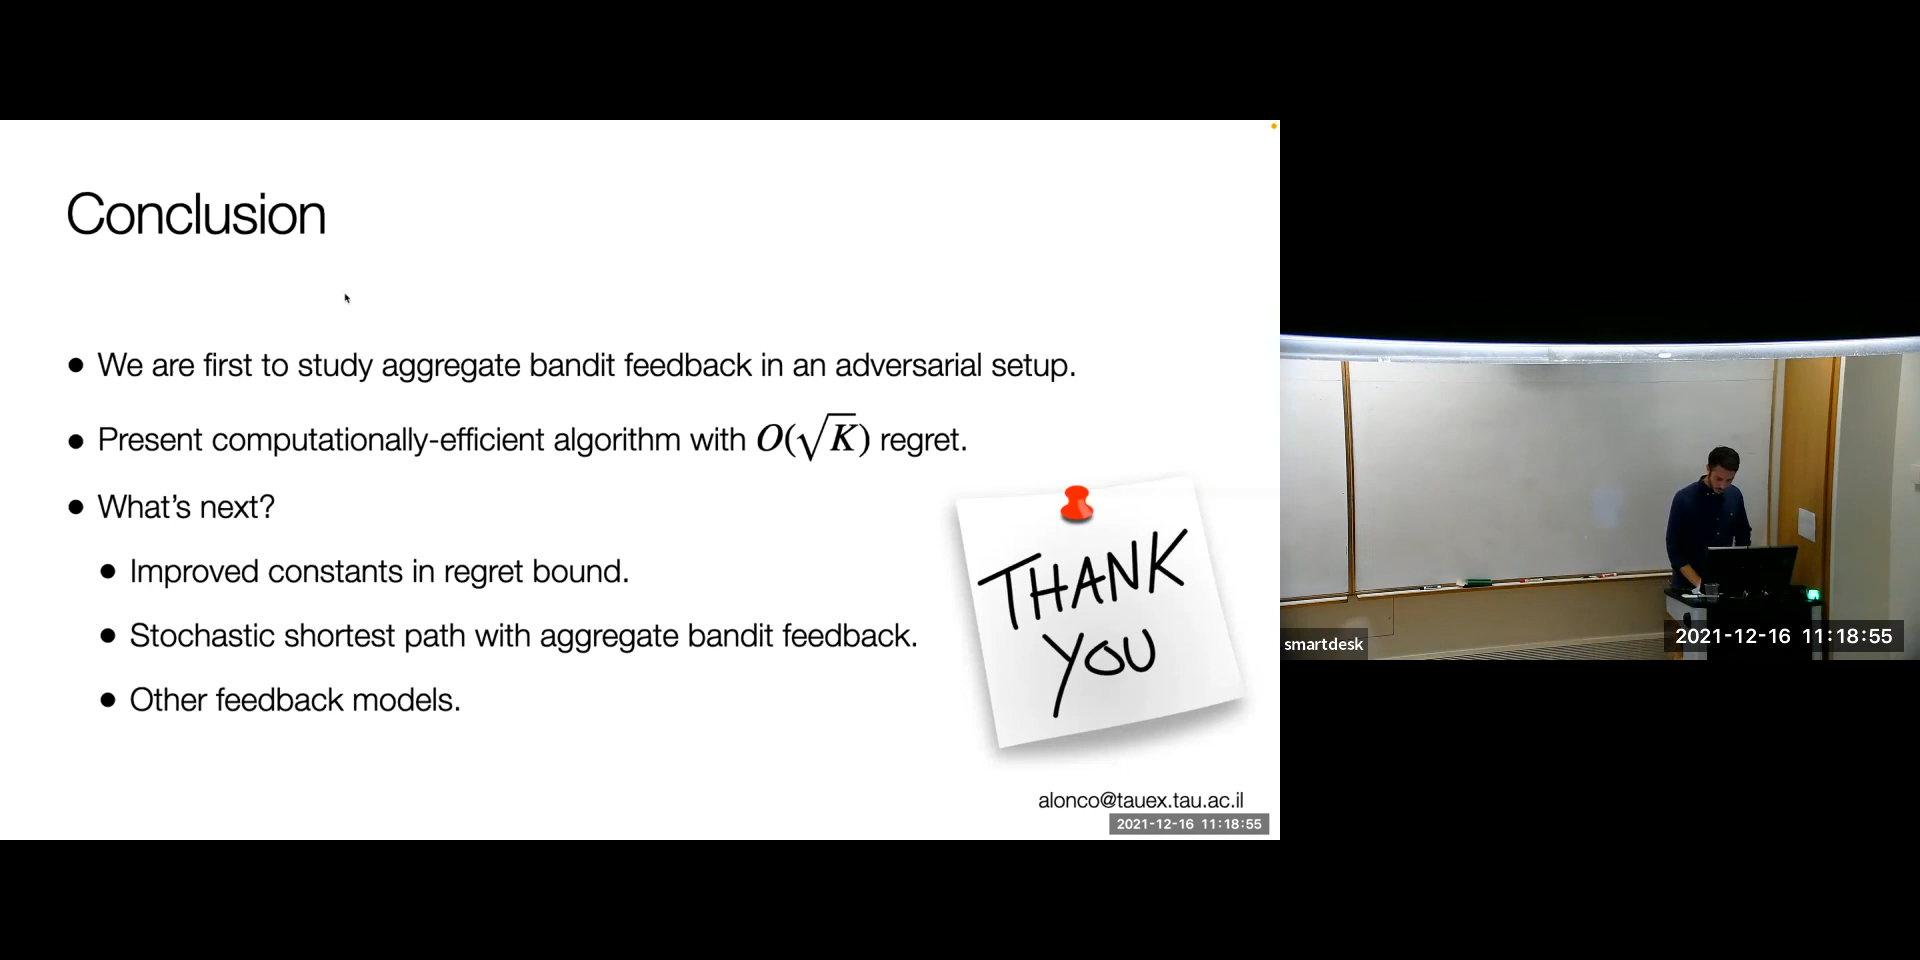 Conclusion
● We are first to study aggregate bandit feedback in an adversarial setup.
● Present computationally-efficient algorithm with O(√K) regret.
● What’s next?
● Improved constants in regret bound.
● Stochastic shortest path with aggregate bandit feedback.
● Other feedback models.
THANK
YOU
alonco@tauex.tau.ac.il
2021-12-16 11:18:55
smartdesk
2021-12-16 11:18:55